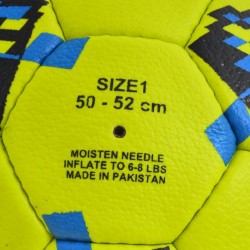 SIZE1
50 - 52 cm
MOISTEN NEEDLE
INFLATE TO 6-8 LBS
MADE IN PAKISTAN